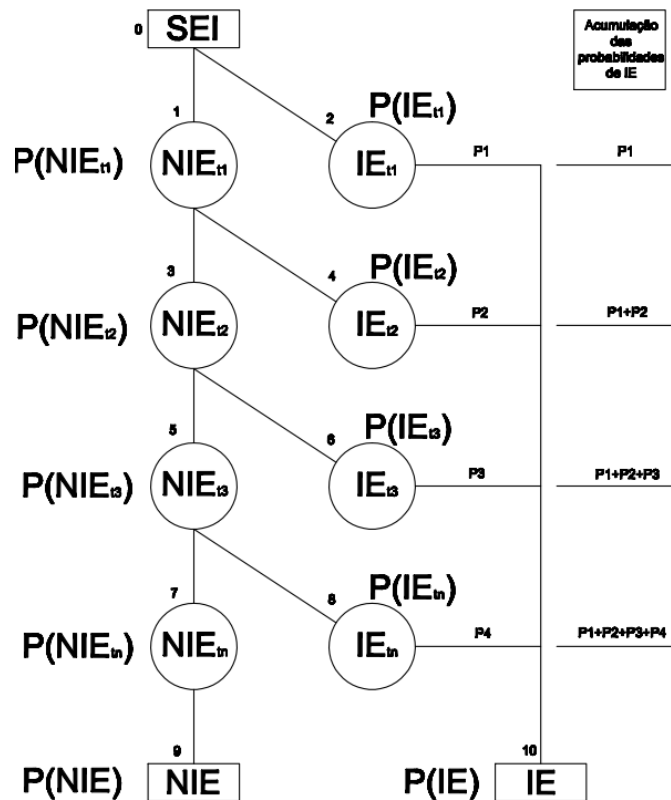 0 SEI
Acumulação
das
probabilidades
de IE
1 2 P(IEt1)
P(NIEt1) NIEt1 IEt1 P1 P1
3 4 P(IEt2)
P(NIEt2) NIEt2 IEt2 P2 P1+P2
5 6 P(IEt3)
P(NIEt3) NIEt3 IEt3 P3 P1+P2+P3
7 8 P(IEtn)
P(NIEtn) NIEtn IEtn P4 P1+P2+P3+P4
9 10
P(NIE) NIE P(IE) IE